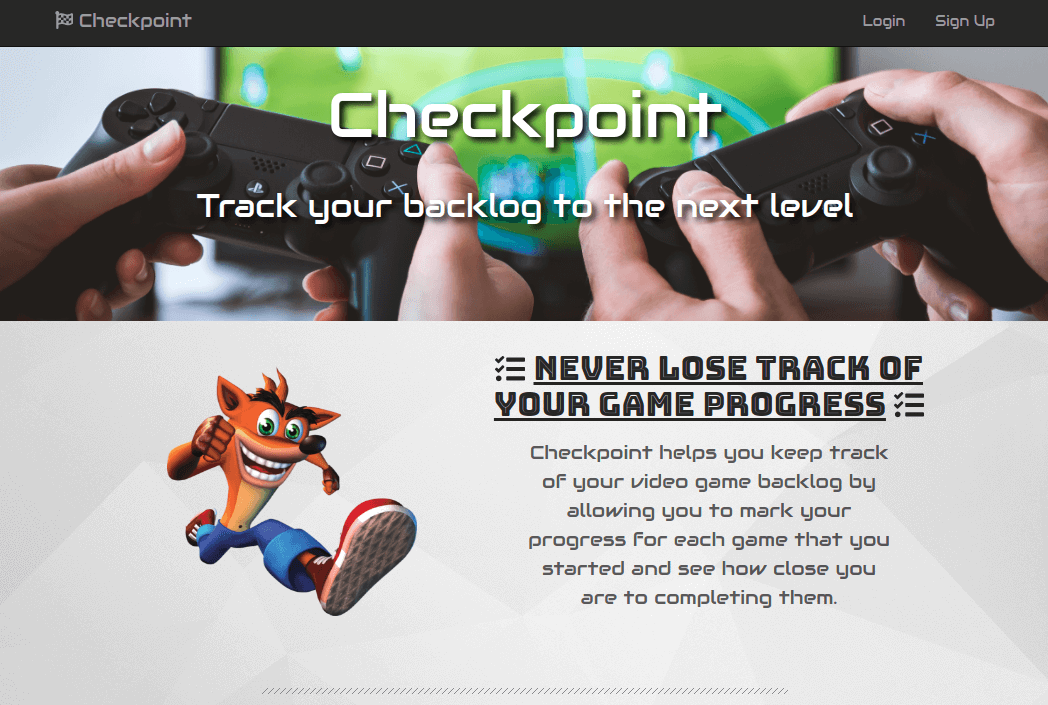 Checkpoint
Login
Sign Up
Checkpoint
Track your backlog to the next level
NEVER LOSE TRACK OF
YOUR GAME PROGRESS
Checkpoint helps you keep track
of your video game backlog by
allowing you to mark your
progress for each game that you
started and see how close you
are to completing them.